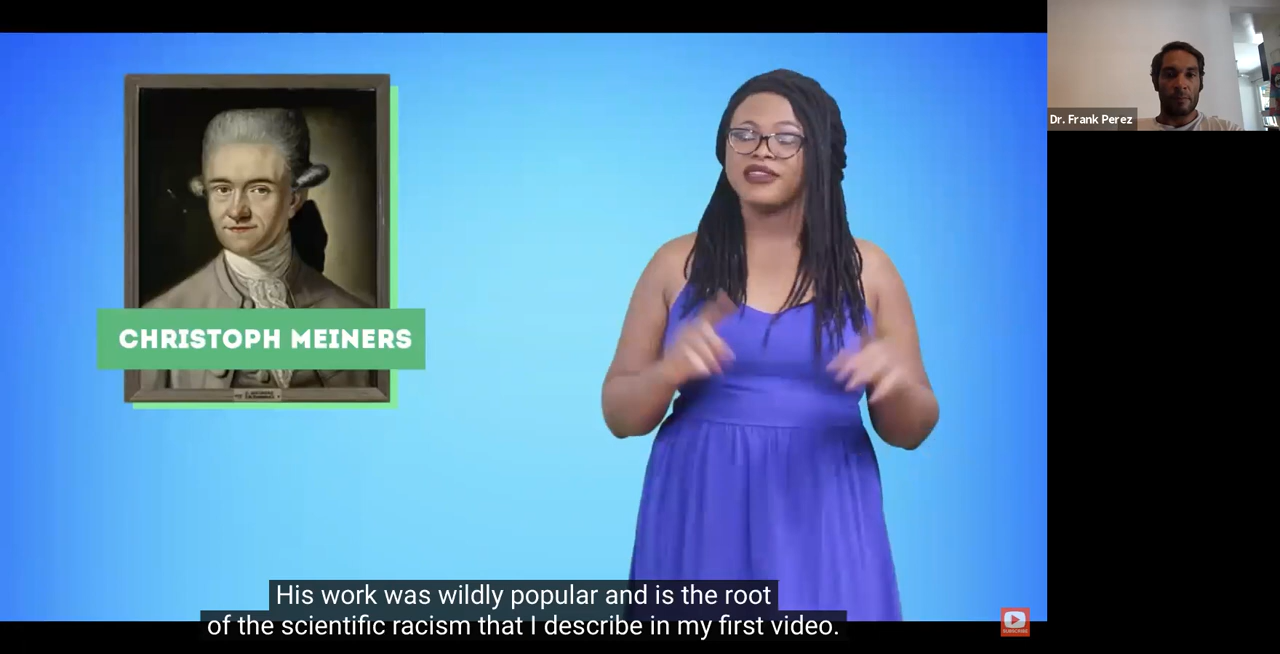 Dr. Frank Perez
CHRISTOPH MEINERS
His work was wildly popular and is the root
of the scientific racism that I describe in my first video.
SUBSCRIBE